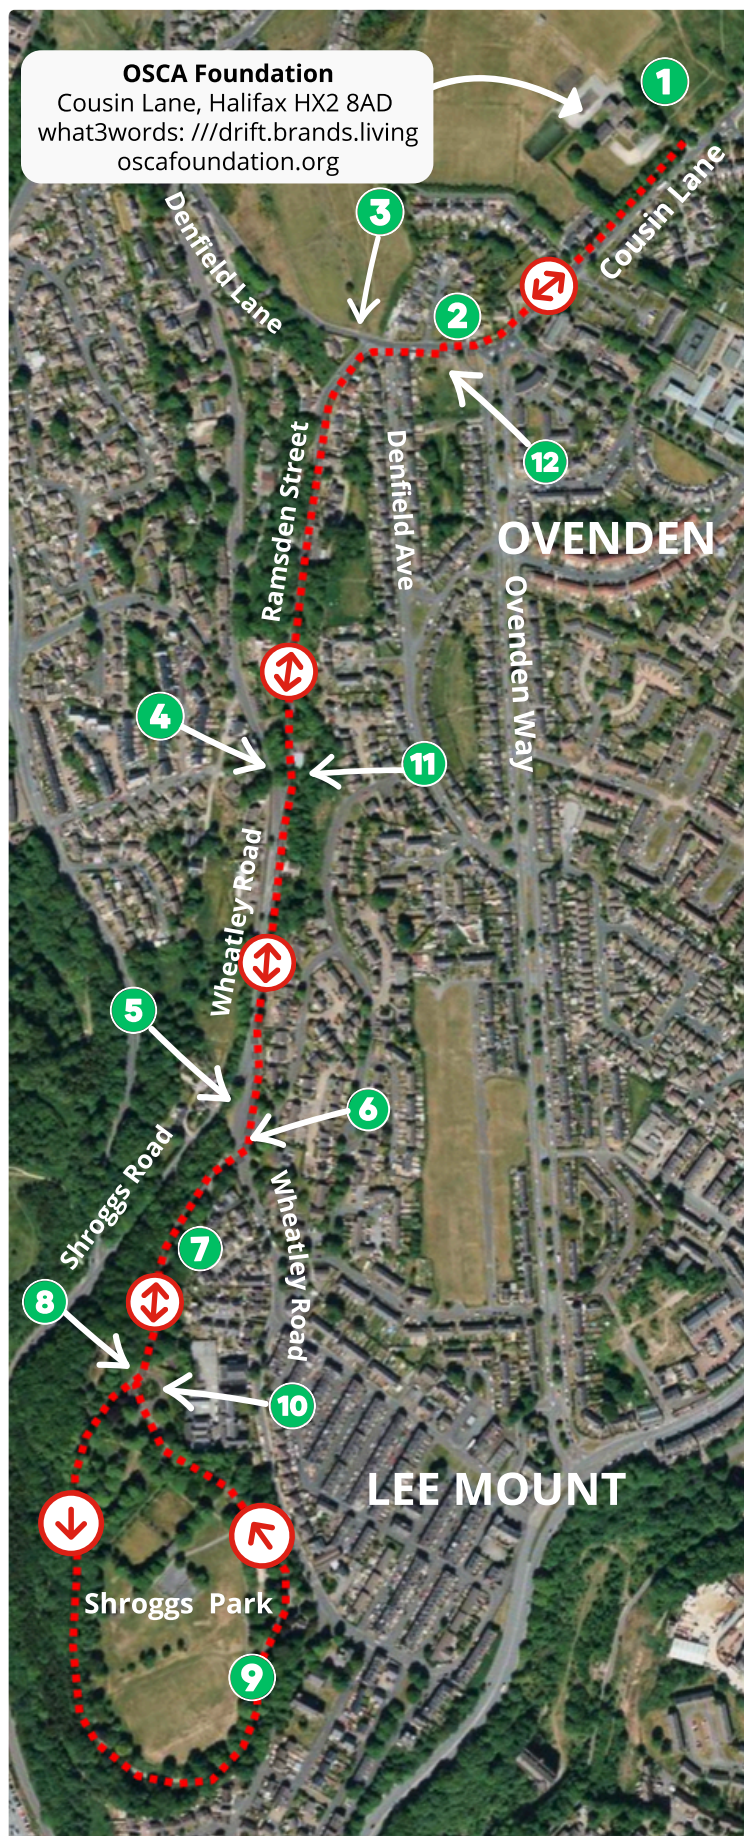 OSCA Foundation
Cousin Lane, Halifax HX2 8AD
what3words: ///drift.brands.living
oscafoundation.org
1
Cousin Lane
3
Denfield Lane
2
12
Ramsden Street
Denfield Ave
OVENDEN
Ovenden Way
4
11
Wheatley Road
5
6
Shroggs Road
Wheatley Road
7
8
10
LEE MOUNT
Shroggs Park
9